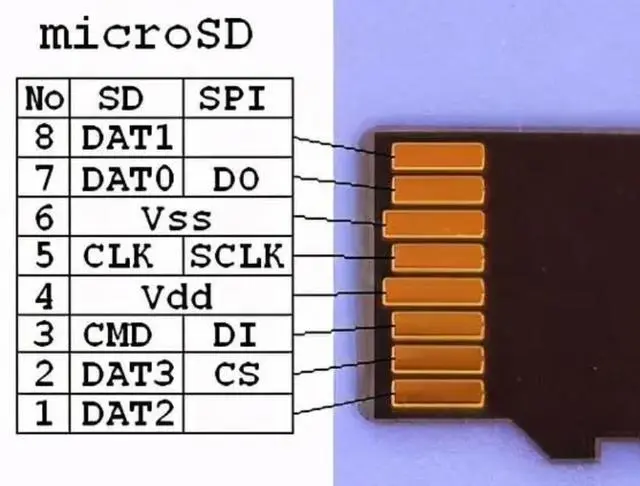 microSD
No SD SPI
8 DAT1
7 DAT0 DO
6 Vss
5 CLK SCLK
4 Vdd
3 CMD DI
2 DAT3 CS
1 DAT2